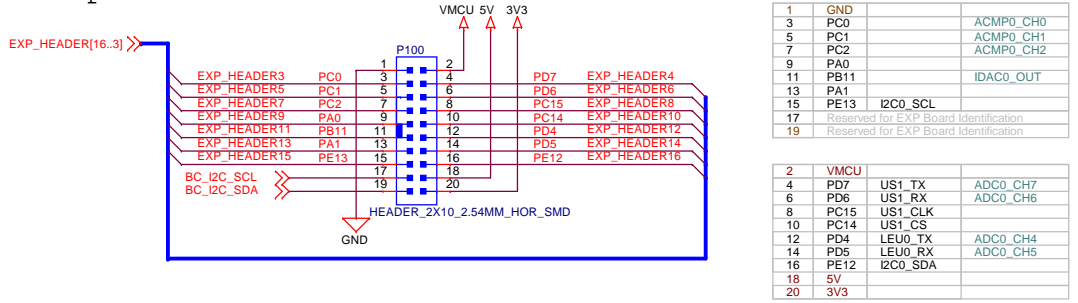 VMCU 5V 3V3
EXP_HEADER[16..3]
P100
1 2
EXP_HEADER3 PC0 3 4 PD7 EXP_HEADER4
EXP_HEADER5 PC1 5 6 PD6 EXP_HEADER6
EXP_HEADER7 PC2 7 8 PC15 EXP_HEADER8
EXP_HEADER9 PA0 9 10 PC14 EXP_HEADER10
EXP_HEADER11 PB11 11 12 PD4 EXP_HEADER12
EXP_HEADER13 PA1 13 14 PD5 EXP_HEADER14
EXP_HEADER15 PE13 15 16 PE12 EXP_HEADER16
BC_I2C_SCL 17 18
BC_I2C_SDA 19 20
HEADER_2X10_2.54MM_HOR_SMD
GND
1 GND
3 PC0 ACMP0_CH0
5 PC1 ACMP0_CH1
7 PC2 ACMP0_CH2
9 PA0
11 PB11 IDAC0_OUT
13 PA1
15 PE13 I2C0_SCL
17 Reserved for EXP Board Identification
19 Reserved for EXP Board Identification
2 VMCU
4 PD7 US1_TX ADC0_CH7
6 PD6 US1_RX ADC0_CH6
8 PC15 US1_CLK
10 PC14 US1_CS
12 PD4 LEU0_TX ADC0_CH4
14 PD5 LEU0_RX ADC0_CH5
16 PE12 I2C0_SDA
18 5V
20 3V3